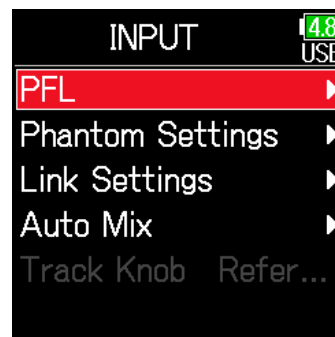 INPUT
4.8
USB
PFL
Phantom Settings
Link Settings
Auto Mix
Track Knob Refer...